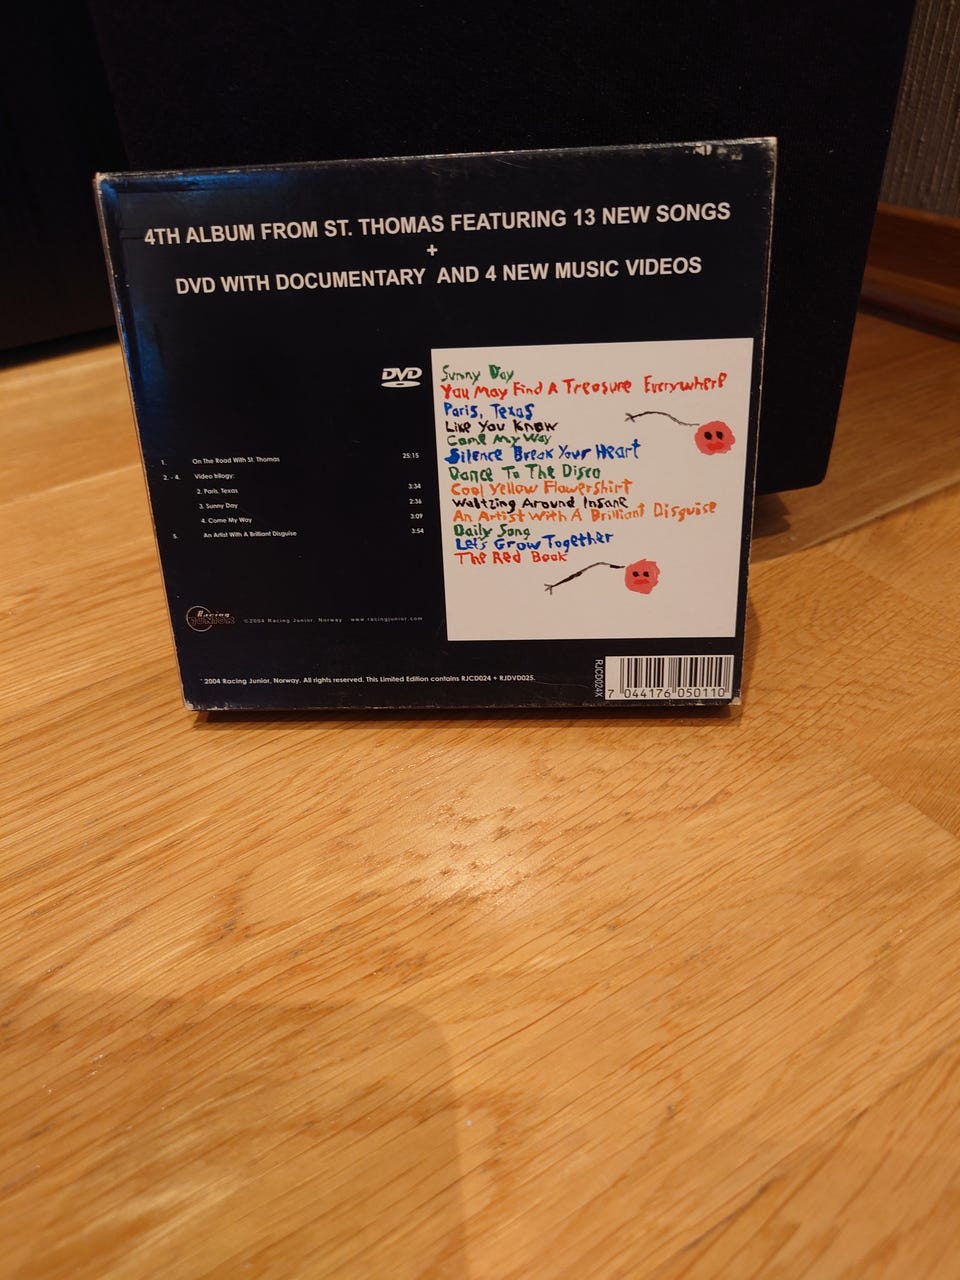 4TH ALBUM FROM ST. THOMAS FEATURING 13 NEW SONGS
+
DVD WITH DOCUMENTARY AND 4 NEW MUSIC VIDEOS
DVD
1. On The Road With St. Thomas 25:15
2. - 4. Video trilogy:
2. Paris, Texas 3:34
3. Sunny Day 2:36
4. Come My Way 3:09
5. An Artist With A Brilliant Disguise 3:54
Sunny Day
You May Find A Treasure Everywhere
Paris, Texas
Like You Know
Come My Way
Silence Break Your Heart
Dance To The Disco
Cool Yellow Flowershirt
Waltzing Around Insane
An Artist With A Brilliant Disguise
Daily Song
Let's Grow Together
The Red Book
Racing JUNIOR
©2004 Racing Junior, Norway www.racingjunior.com
2004 Racing Junior, Norway. All rights reserved. This Limited Edition contains RJCD024 + RJDVD025.
RJCD024X
7 044176 050110